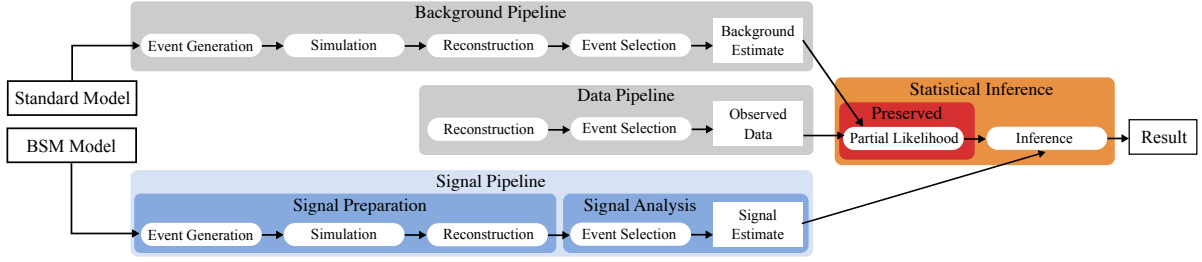 Background Pipeline
Event Generation
Simulation
Reconstruction
Event Selection
Background
Estimate
Standard Model
Data Pipeline
Reconstruction
Event Selection
Observed
Data
Statistical Inference
Preserved
Partial Likelihood
Inference
Result
BSM Model
Signal Pipeline
Signal Preparation
Event Generation
Simulation
Reconstruction
Signal Analysis
Event Selection
Signal
Estimate